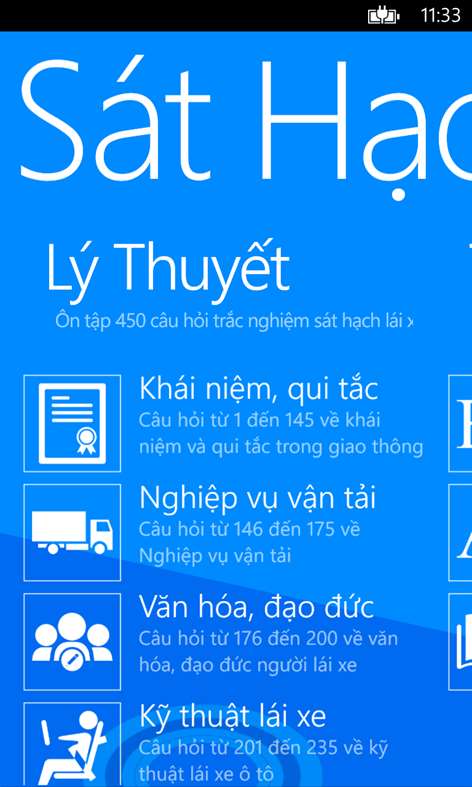 11:33
Sát Hạ
Lý Thuyết
Ôn tập 450 câu hỏi trắc nghiệm sát hạch lái x
Khái niệm, qui tắc
Câu hỏi từ 1 đến 145 về khái
niệm và qui tắc trong giao thông
Nghiệp vụ vận tải
Câu hỏi từ 146 đến 175 về
Nghiệp vụ vận tải
Văn hóa, đạo đức
Câu hỏi từ 176 đến 200 về văn
hóa, đạo đức người lái xe
Kỹ thuật lái xe
Câu hỏi từ 201 đến 235 về kỹ
thuật lái xe ô tô